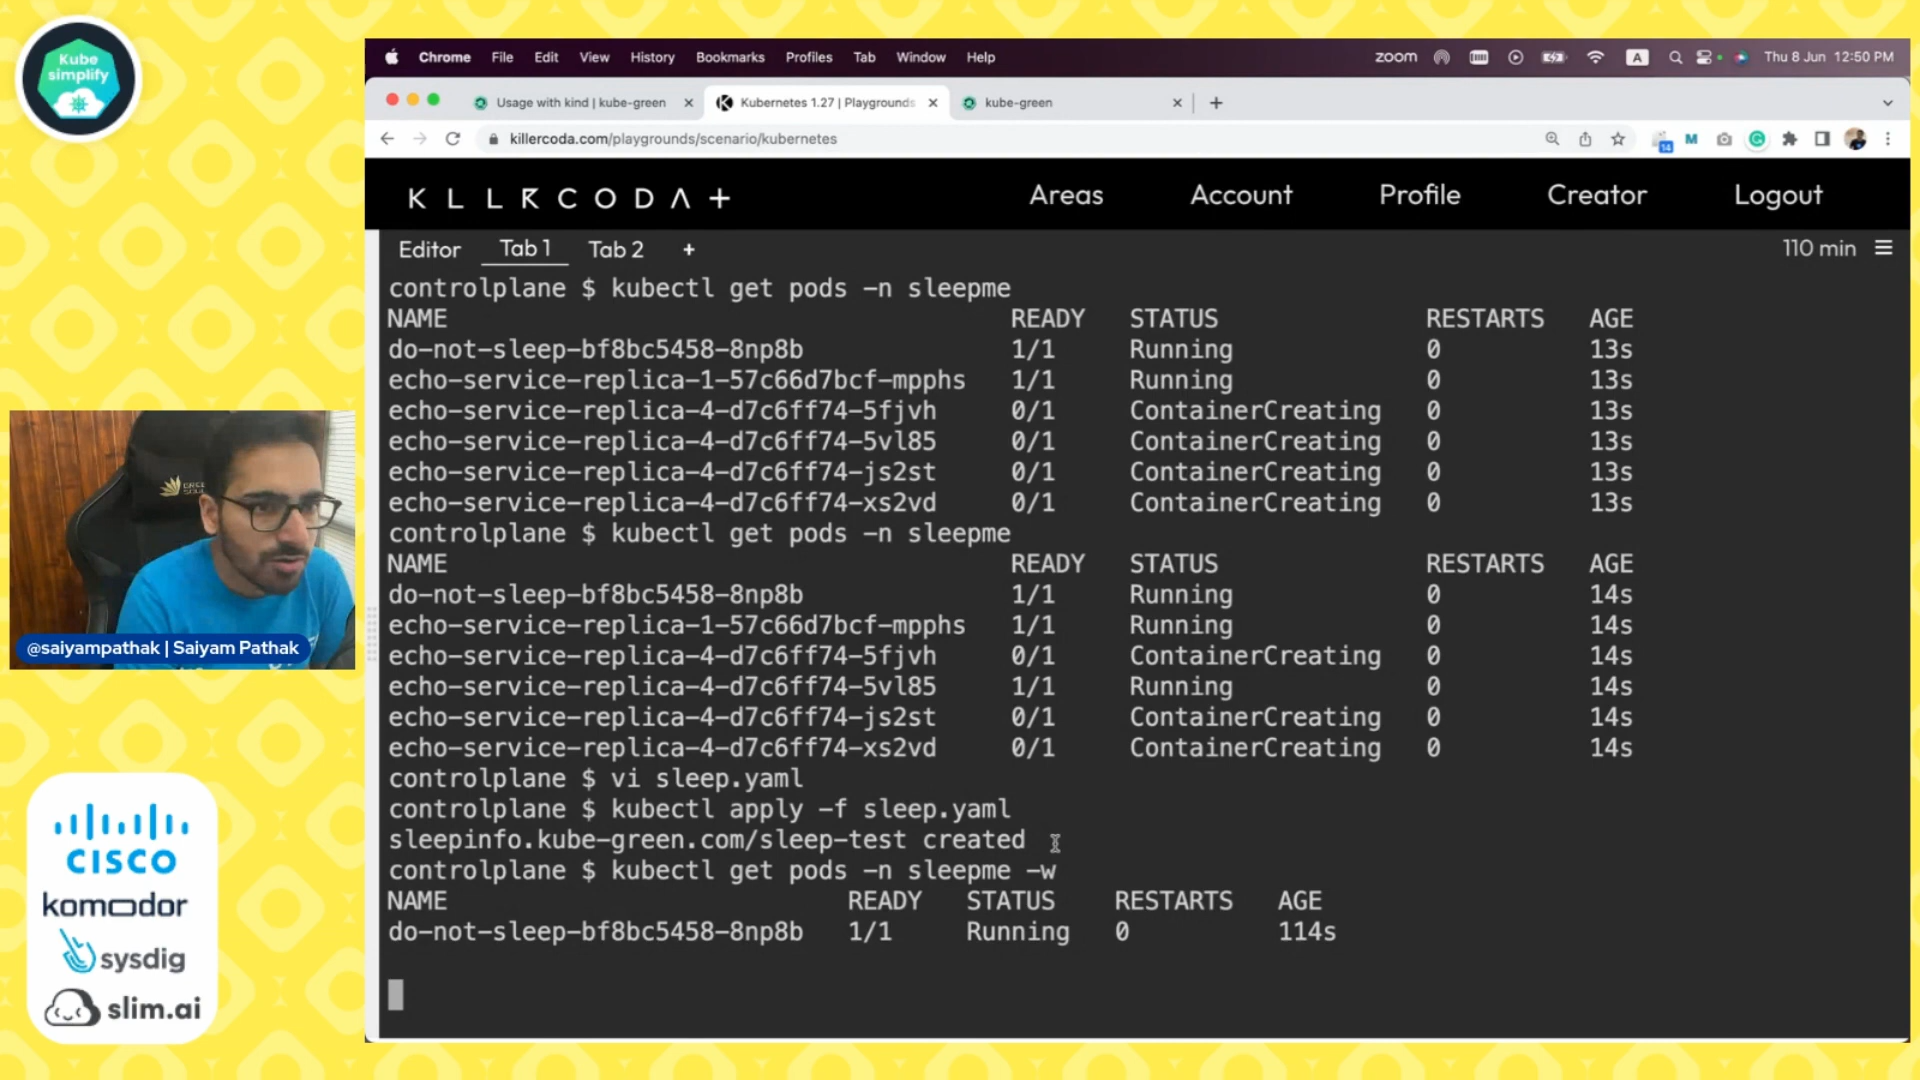 Kube
simplify
Chrome File Edit View History Bookmarks Profiles Tab Window Help
zoom A Thu 8 Jun 12:50 PM
Usage with kind | kube-green
Kubernetes 1.27 | Playgrounds
kube-green
killercoda.com/playgrounds/scenario/kubernetes
14
M
KLLRCODA+
Areas Account Profile Creator Logout
Editor Tab 1 Tab 2 +
110 min
controlplane $ kubectl get pods -n sleepme
NAME READY STATUS RESTARTS AGE
do-not-sleep-bf8bc5458-8np8b 1/1 Running 0 13s
echo-service-replica-1-57c66d7bcf-mpphs 1/1 Running 0 13s
echo-service-replica-4-d7c6ff74-5fjvh 0/1 ContainerCreating 0 13s
echo-service-replica-4-d7c6ff74-5vl85 0/1 ContainerCreating 0 13s
echo-service-replica-4-d7c6ff74-js2st 0/1 ContainerCreating 0 13s
echo-service-replica-4-d7c6ff74-xs2vd 0/1 ContainerCreating 0 13s
controlplane $ kubectl get pods -n sleepme
NAME READY STATUS RESTARTS AGE
do-not-sleep-bf8bc5458-8np8b 1/1 Running 0 14s
echo-service-replica-1-57c66d7bcf-mpphs 1/1 Running 0 14s
echo-service-replica-4-d7c6ff74-5fjvh 0/1 ContainerCreating 0 14s
echo-service-replica-4-d7c6ff74-5vl85 1/1 Running 0 14s
echo-service-replica-4-d7c6ff74-js2st 0/1 ContainerCreating 0 14s
echo-service-replica-4-d7c6ff74-xs2vd 0/1 ContainerCreating 0 14s
controlplane $ vi sleep.yaml
controlplane $ kubectl apply -f sleep.yaml
sleepinfo.kube-green.com/sleep-test created
controlplane $ kubectl get pods -n sleepme -w
NAME READY STATUS RESTARTS AGE
do-not-sleep-bf8bc5458-8np8b 1/1 Running 0 114s
@saiyampathak | Saiyam Pathak
CISCO
komodor
sysdig
slim.ai